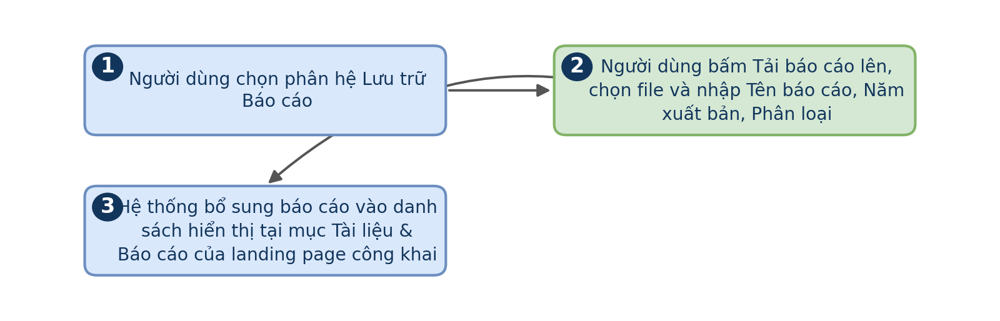 1
Người dùng chọn phân hệ Lưu trữ
Báo cáo
2
Người dùng bấm Tải báo cáo lên,
chọn file và nhập Tên báo cáo, Năm
xuất bản, Phân loại
3
Hệ thống bổ sung báo cáo vào danh
sách hiển thị tại mục Tài liệu &
Báo cáo của landing page công khai